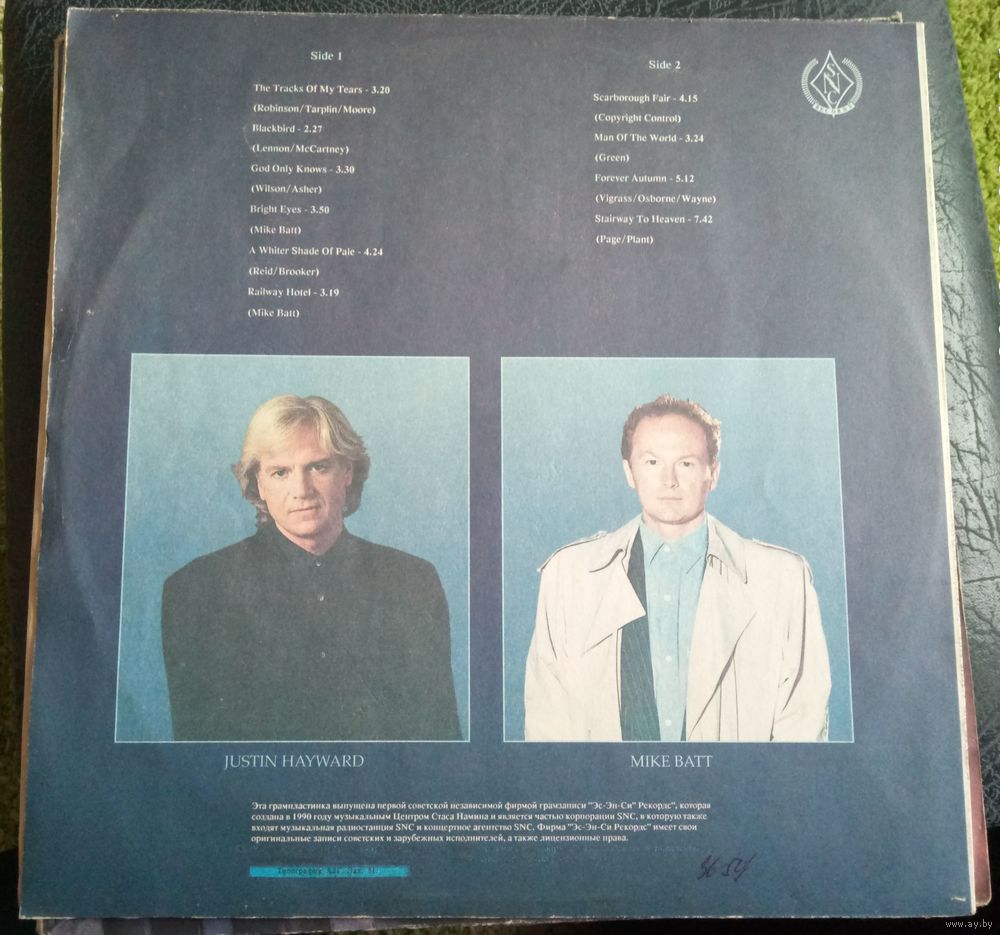 Side 1
The Tracks Of My Tears - 3.20
(Robinson/Tarplin/Moore)
Blackbird - 2.27
(Lennon/McCartney)
God Only Knows - 3.30
(Wilson/Asher)
Bright Eyes - 3.50
(Mike Batt)
A Whiter Shade Of Pale - 4.24
(Reid/Brooker)
Railway Hotel - 3.19
(Mike Batt)
Side 2
Scarborough Fair - 4.15
(Copyright Control)
Man Of The World - 3.24
(Green)
Forever Autumn - 5.12
(Vigrass/Osborne/Wayne)
Stairway To Heaven - 7.42
(Page/Plant)
SNC
RECORDS
JUSTIN HAYWARD
MIKE BATT
Эта грампластинка выпущена первой советской независимой фирмой грамзаписи "Эс-Эн-Си" Рекордс", которая
создана в 1990 году музыкальным Центром Стаса Намина и является частью корпорации SNC, в которую также
входят музыкальная радиостанция SNC и концертное агентство SNC. Фирма "Эс-Эн-Си Рекордс" имеет свои
оригинальные записи советских и зарубежных исполнителей, а также лицензионные права.
www.ay.by